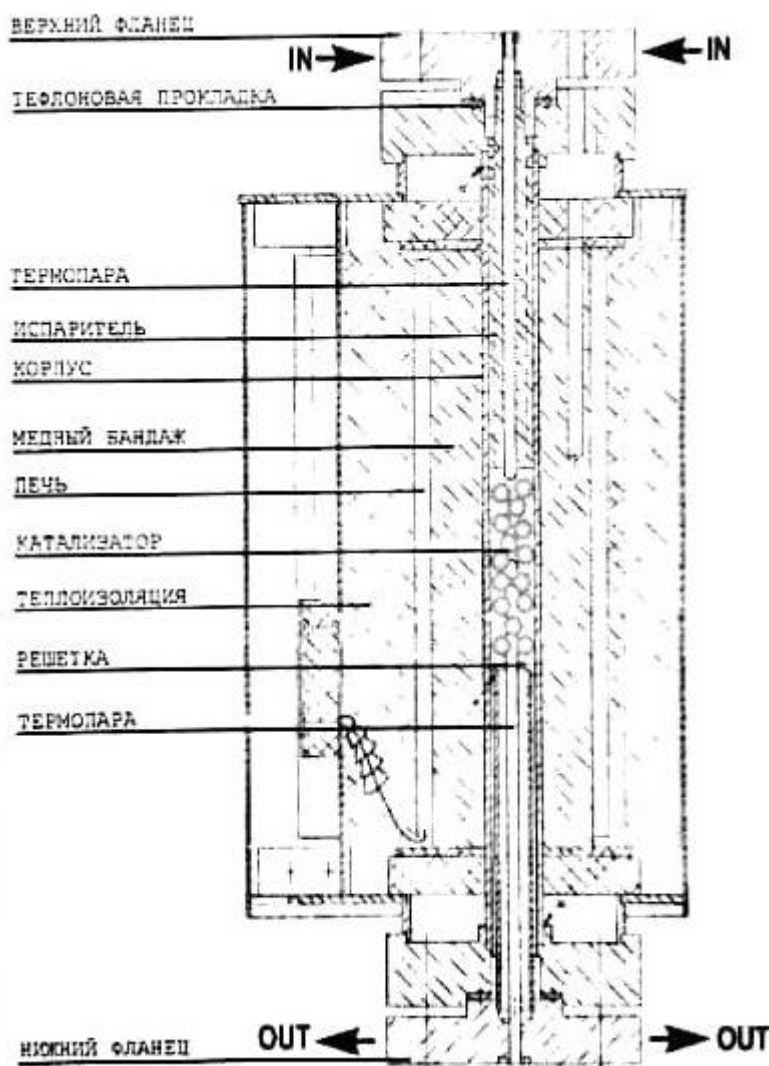 ВЕРХНИЙ ФЛАНЕЦ
IN
IN
ТЕФЛОНОВАЯ ПРОКЛАДКА
ТЕРМОПАРА
ИСПАРИТЕЛЬ
КОРПУС
МЕДНЫЙ БАНДАЖ
ПЕЧЬ
КАТАЛИЗАТОР
ТЕПЛОИЗОЛЯЦИЯ
РЕШЕТКА
ТЕРМОПАРА
OUT
OUT
НИЖНИЙ ФЛАНЕЦ